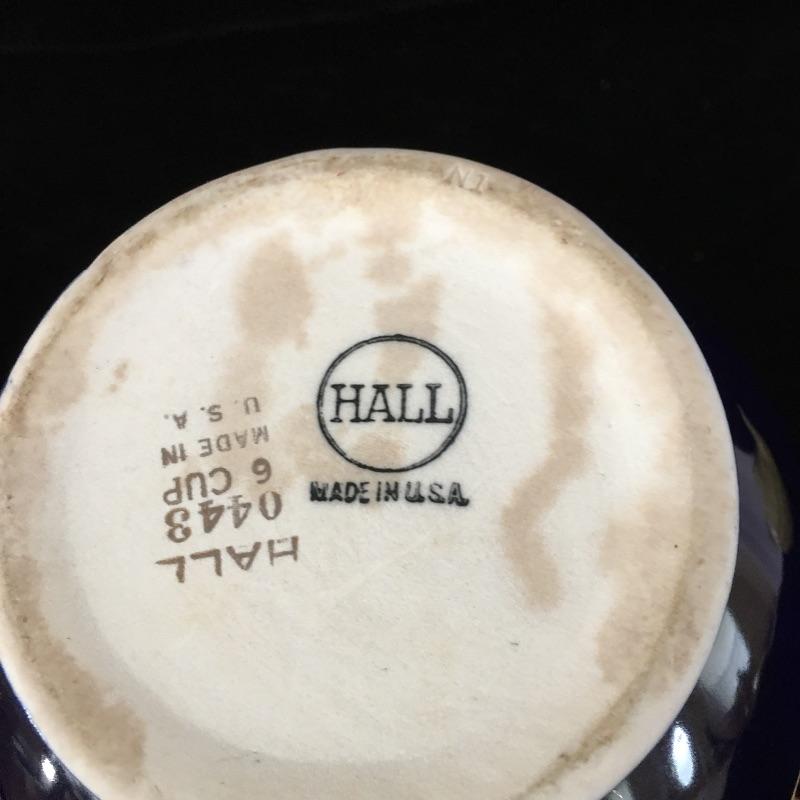 HALL
MADE IN U.S.A.
HALL
0443
6 CUP
MADE IN
U. S. A.